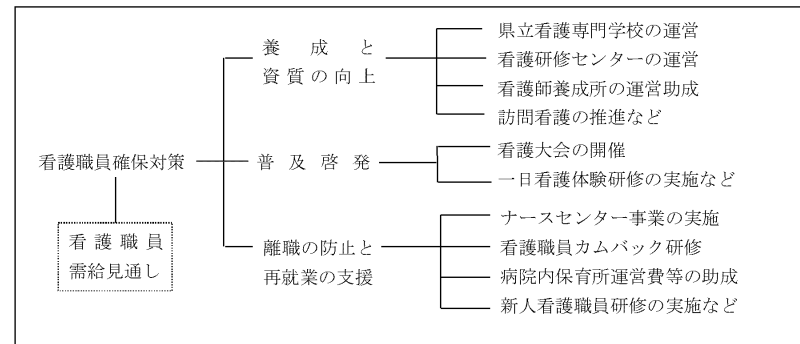 看護職員確保対策
看護職員
需給見通し
養成と
資質の向上
県立看護専門学校の運営
看護研修センターの運営
看護師養成所の運営助成
訪問看護の推進など
普及啓発
看護大会の開催
一日看護体験研修の実施など
離職の防止と
再就業の支援
ナースセンター事業の実施
看護職員カムバック研修
病院内保育所運営費等の助成
新人看護職員研修の実施など